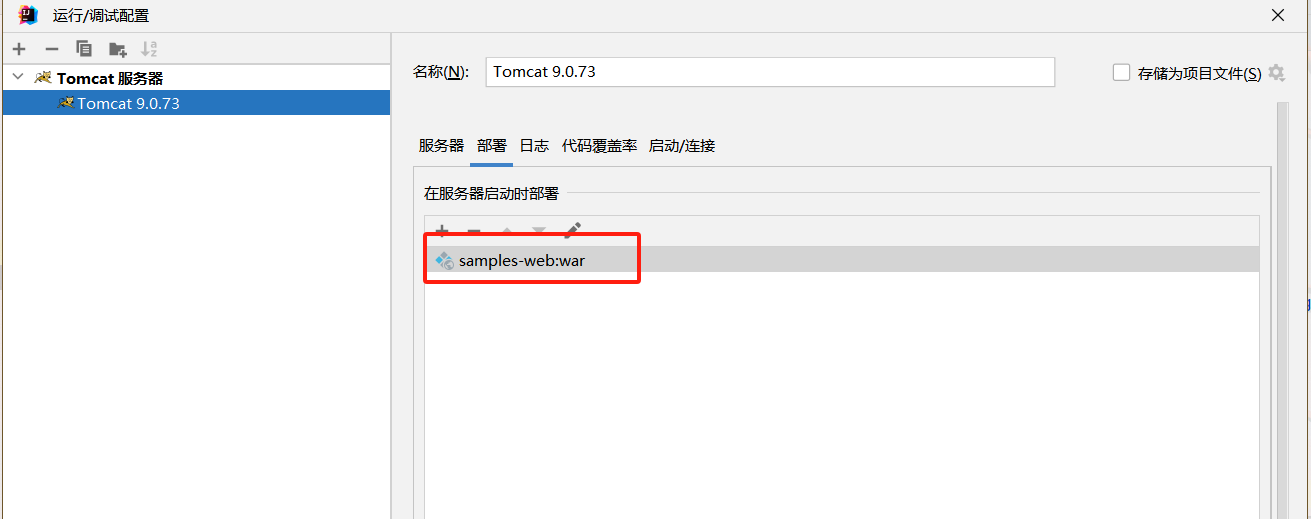 运行/调试配置
Tomcat 服务器
Tomcat 9.0.73
名称(N): Tomcat 9.0.73 存储为项目文件(S)
服务器 部署 日志 代码覆盖率 启动/连接
在服务器启动时部署
samples-web:war